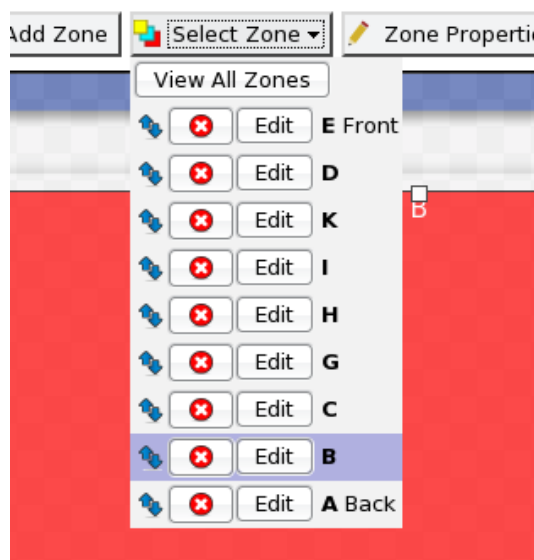 Add Zone Select Zone Zone Properti
View All Zones
Edit E Front
Edit D
B
Edit K
Edit I
Edit H
Edit G
Edit C
Edit B
Edit A Back